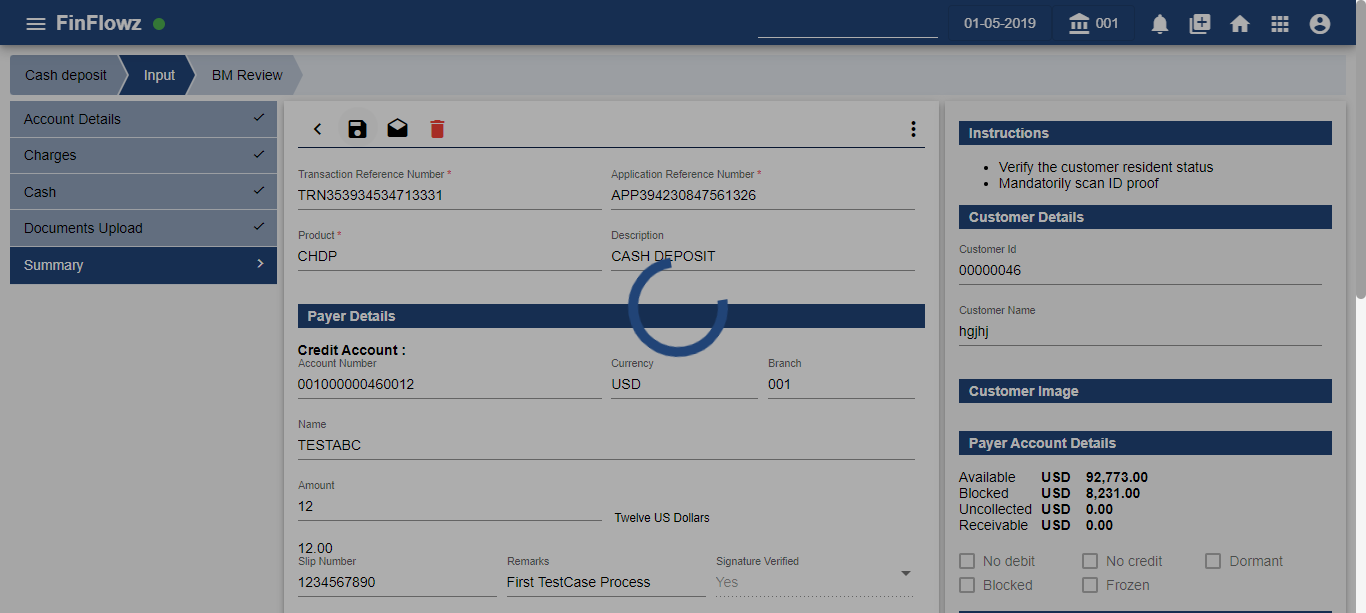 FinFlowz
01-05-2019
001
Cash deposit
Input
BM Review
Account Details
Charges
Cash
Documents Upload
Summary
Transaction Reference Number *
Application Reference Number *
TRN353934534713331
APP394230847561326
Product *
Description
CHDP
CASH DEPOSIT
Payer Details
Credit Account :
Account Number
Currency
Branch
001000000460012
USD
001
Name
TESTABC
Amount
12
Twelve US Dollars
12.00
Slip Number
Remarks
Signature Verified
1234567890
First TestCase Process
Yes
Instructions
Verify the customer resident status
Mandatorily scan ID proof
Customer Details
Customer Id
00000046
Customer Name
hgjhj
Customer Image
Payer Account Details
Available USD 92,773.00
Blocked USD 8,231.00
Uncollected USD 0.00
Receivable USD 0.00
No debit No credit Dormant
Blocked Frozen